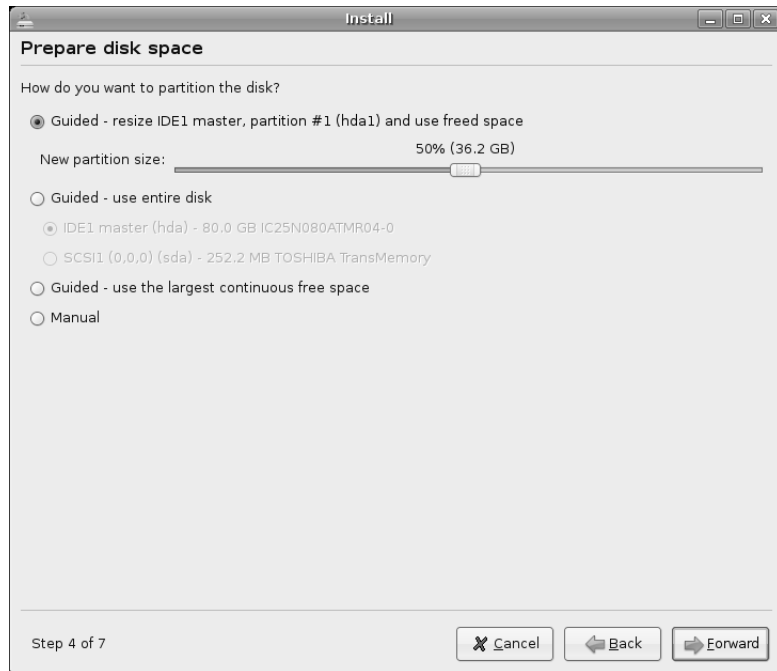 Install
Prepare disk space
How do you want to partition the disk?
Guided - resize IDE1 master, partition #1 (hda1) and use freed space
50% (36.2 GB)
New partition size:
Guided - use entire disk
IDE1 master (hda) - 80.0 GB IC25N080ATMR04-0
SCSI1 (0,0,0) (sda) - 252.2 MB TOSHIBA TransMemory
Guided - use the largest continuous free space
Manual
Step 4 of 7
Cancel
Back
Forward